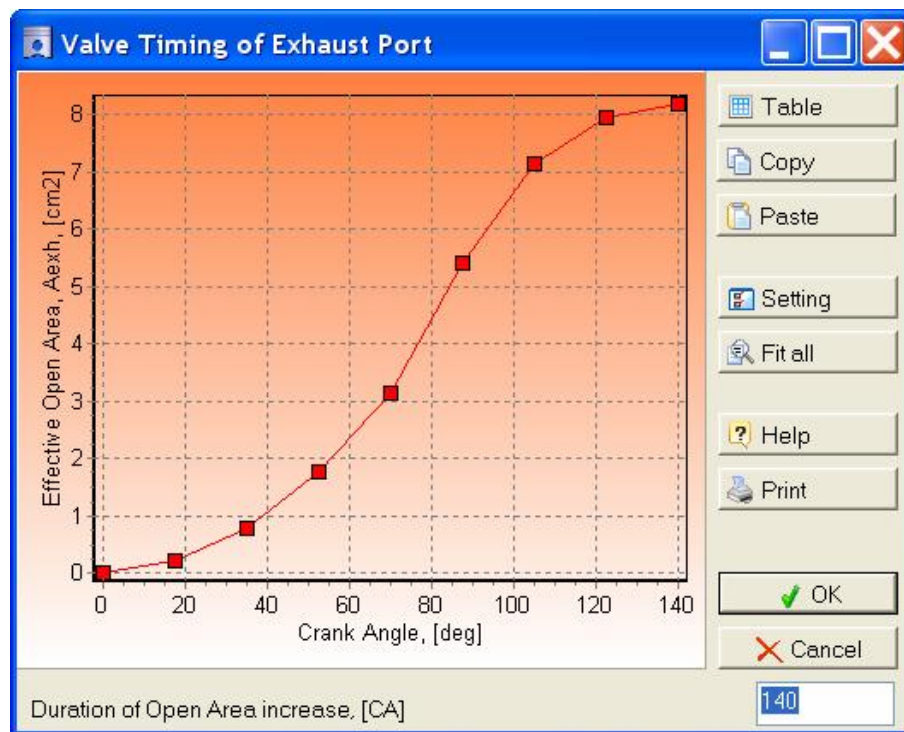 Valve Timing of Exhaust Port
8
7
6
5
4
3
2
1
0
Effective Open Area, Aexh, [cm2]
0 20 40 60 80 100 120 140
Crank Angle, [deg]
Table
Copy
Paste
Setting
Fit all
Help
Print
OK
Cancel
Duration of Open Area increase, [CA]
140